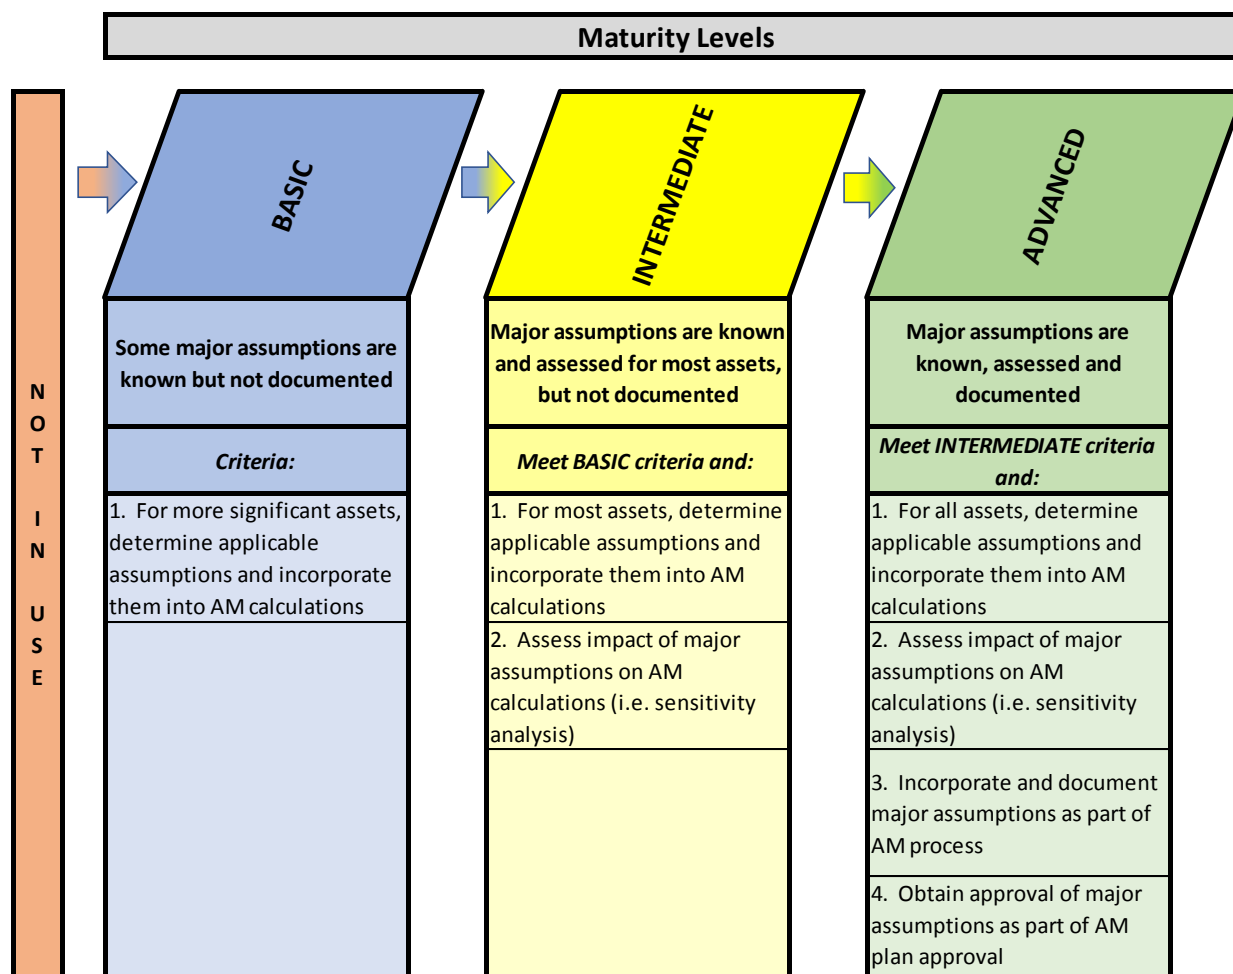 Maturity Levels
NOT IN USE
BASIC
Some major assumptions are
known but not documented
Criteria:
1.  For more significant assets,
determine applicable
assumptions and incorporate
them into AM calculations
INTERMEDIATE
Major assumptions are known
and assessed for most assets,
but not documented
Meet BASIC criteria and:
1.  For most assets, determine
applicable assumptions and
incorporate them into AM
calculations
2.  Assess impact of major
assumptions on AM
calculations (i.e. sensitivity
analysis)
ADVANCED
Major assumptions are
known, assessed and
documented
Meet INTERMEDIATE criteria
and:
1.  For all assets, determine
applicable assumptions and
incorporate them into AM
calculations
2.  Assess impact of major
assumptions on AM
calculations (i.e. sensitivity
analysis)
3.  Incorporate and document
major assumptions as part of
AM process
4.  Obtain approval of major
assumptions as part of AM
plan approval